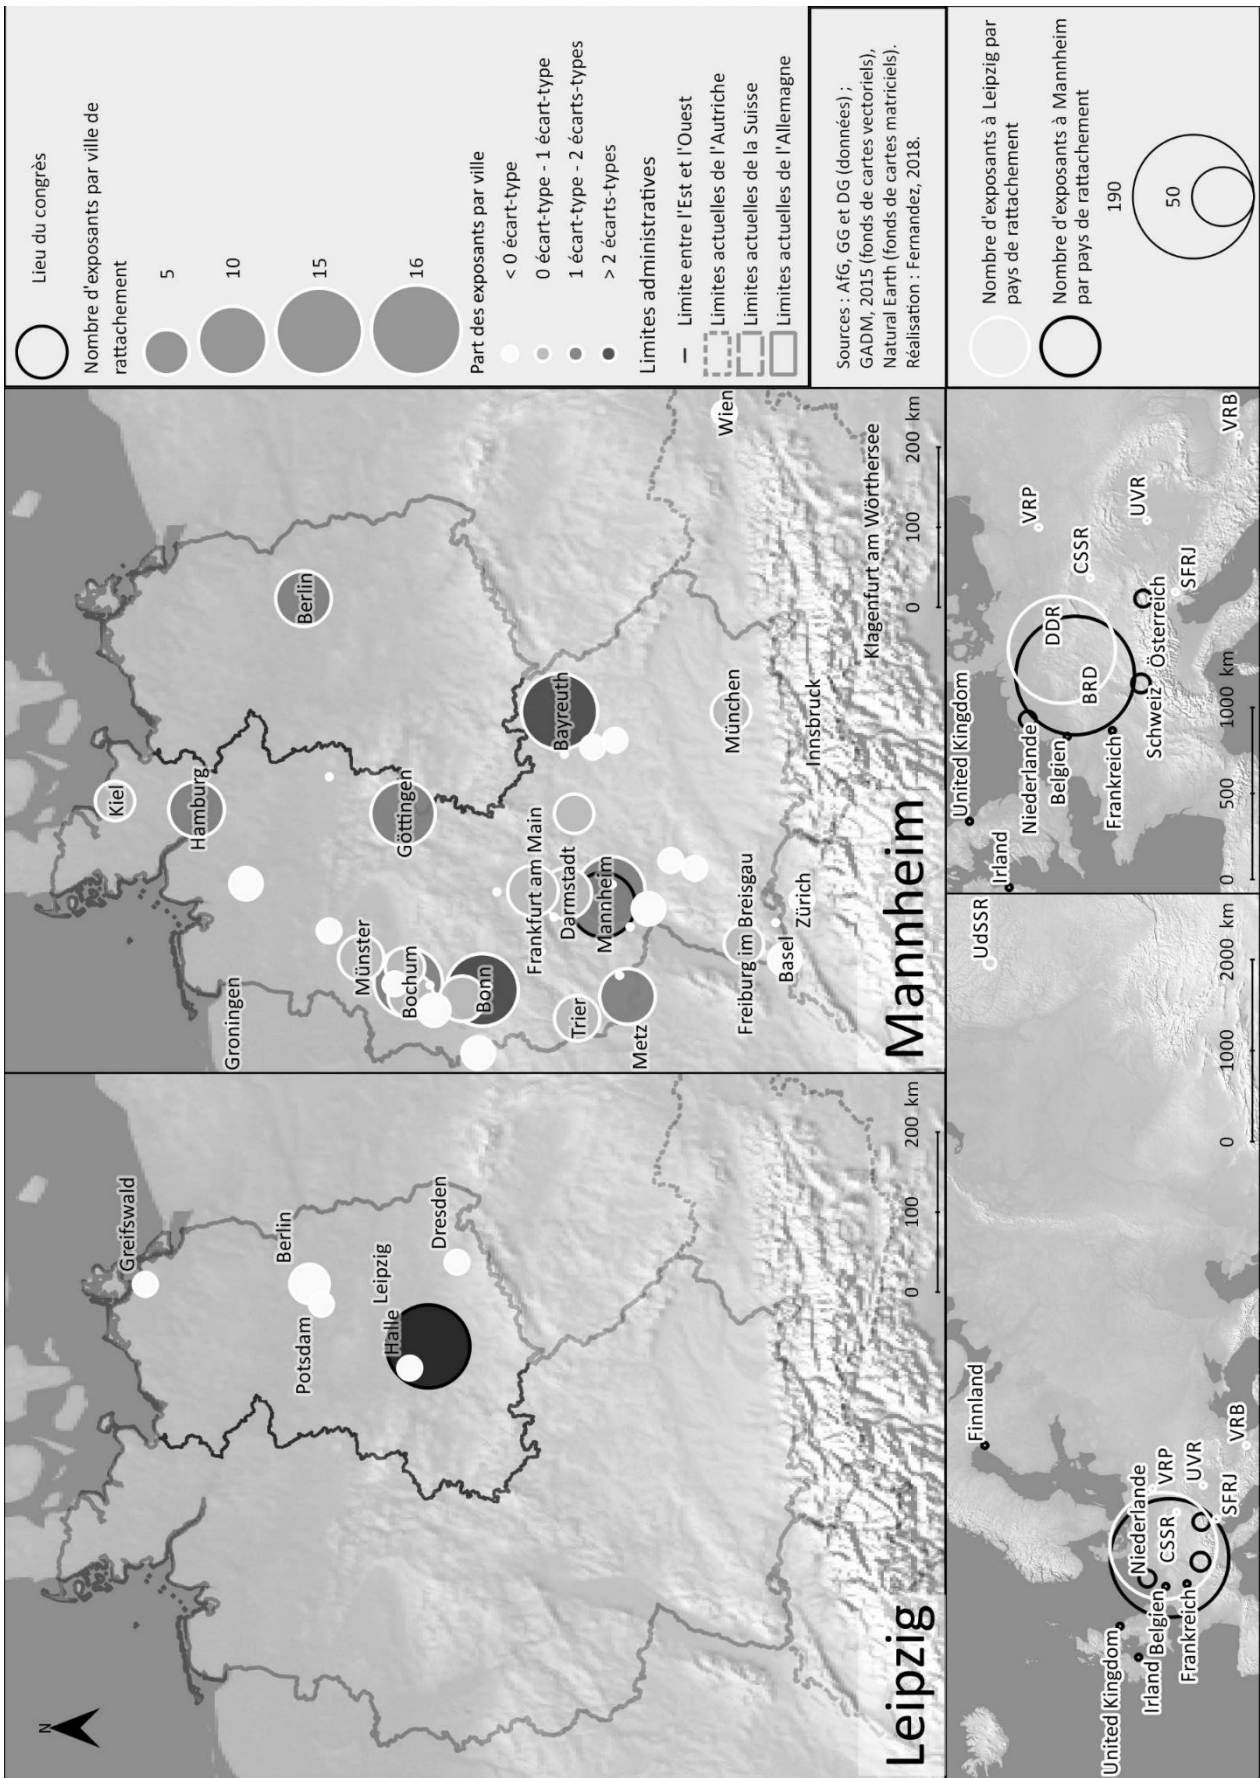 N
Greifswald
Berlin
Potsdam
Leipzig
Halle
Dresden
Leipzig
0 100 200 km
Kiel
Hamburg
Groningen
Berlin
Münster
Göttingen
Bochum
Bonn
Frankfurt am Main
Bayreuth
Darmstadt
Trier
Mannheim
Metz
Freiburg im Breisgau
München
Wien
Basel
Zürich
Innsbruck
Klagenfurt am Wörthersee
Mannheim
0 100 200 km
Lieu du congrès
Nombre d'exposants par ville de
rattachement
5
10
15
16
Part des exposants par ville
< 0 écart-type
0 écart-type - 1 écart-type
1 écart-type - 2 écarts-types
> 2 écarts-types
Limites administratives
Limite entre l'Est et l'Ouest
Limites actuelles de l'Autriche
Limites actuelles de la Suisse
Limites actuelles de l'Allemagne
Sources : AfG, GG et DG (données) ;
GADM, 2015 (fonds de cartes vectoriels),
Natural Earth (fonds de cartes matriciels).
Réalisation : Fernandez, 2018.
Finnland
UdSSR
United Kingdom
Irland
Niederlande
Belgien
VRP
CSSR
Frankreich
UVR
SFRJ
VRB
0 1000 2000 km
United Kingdom
Irland
Niederlande
DDR
VRP
Belgien
BRD
CSSR
Frankreich
Schweiz
Österreich
UVR
SFRJ
VRB
0 500 1000 km
Nombre d'exposants à Leipzig par
pays de rattachement
Nombre d'exposants à Mannheim
par pays de rattachement
190
50